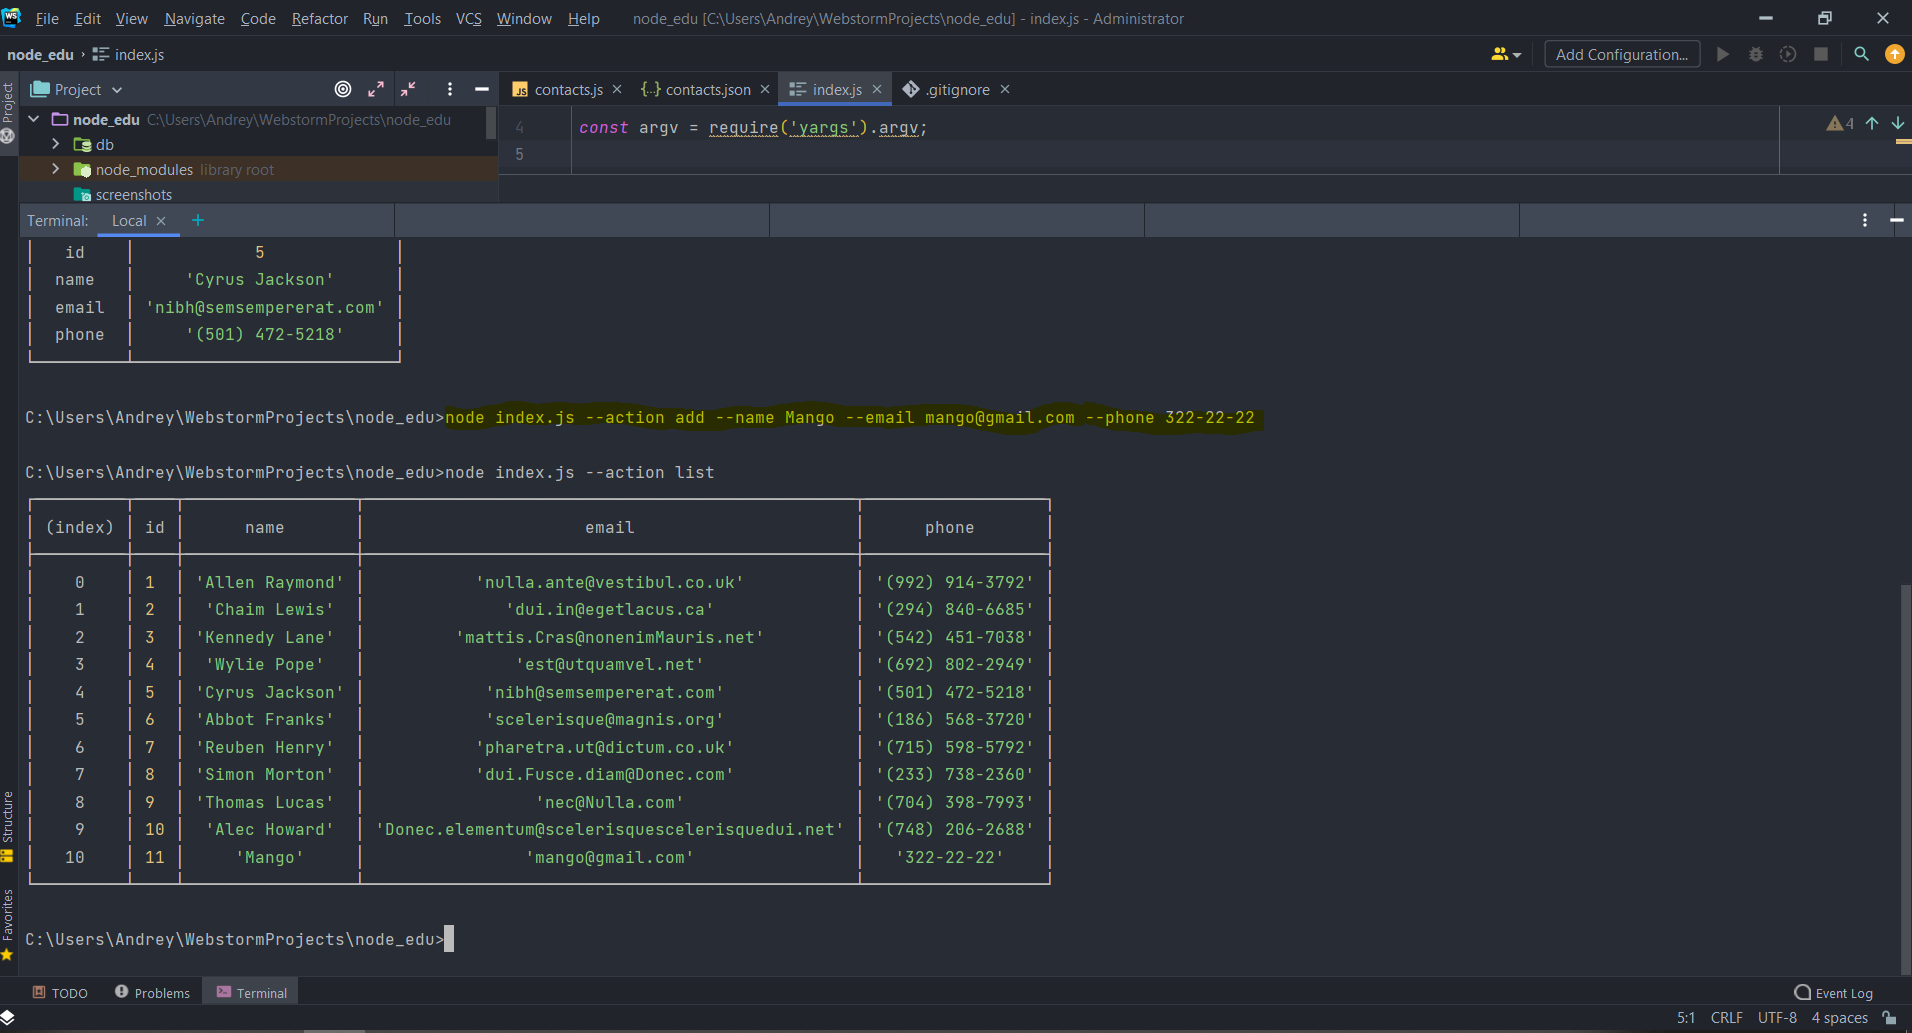 File Edit View Navigate Code Refactor Run Tools VCS Window Help node_edu [C:\Users\Andrey\WebstormProjects\node_edu] - index.js - Administrator
node_edu › index.js Add Configuration...
Project
Project contacts.js contacts.json index.js .gitignore
node_edu C:\Users\Andrey\WebstormProjects\node_edu
db
node_modules library root
screenshots
4 const argv = require('yargs').argv;
5
4
Terminal: Local
id 5
name 'Cyrus Jackson'
email 'nibh@semsempererat.com'
phone '(501) 472-5218'
C:\Users\Andrey\WebstormProjects\node_edu>node index.js --action add --name Mango --email mango@gmail.com --phone 322-22-22
C:\Users\Andrey\WebstormProjects\node_edu>node index.js --action list
(index) id name email phone
0 1 'Allen Raymond' 'nulla.ante@vestibul.co.uk' '(992) 914-3792'
1 2 'Chaim Lewis' 'dui.in@egetlacus.ca' '(294) 840-6685'
2 3 'Kennedy Lane' 'mattis.Cras@nonenimMauris.net' '(542) 451-7038'
3 4 'Wylie Pope' 'est@utquamvel.net' '(692) 802-2949'
4 5 'Cyrus Jackson' 'nibh@semsempererat.com' '(501) 472-5218'
5 6 'Abbot Franks' 'scelerisque@magnis.org' '(186) 568-3720'
6 7 'Reuben Henry' 'pharetra.ut@dictum.co.uk' '(715) 598-5792'
7 8 'Simon Morton' 'dui.Fusce.diam@Donec.com' '(233) 738-2360'
8 9 'Thomas Lucas' 'nec@Nulla.com' '(704) 398-7993'
9 10 'Alec Howard' 'Donec.elementum@scelerisquescelerisquedui.net' '(748) 206-2688'
10 11 'Mango' 'mango@gmail.com' '322-22-22'
C:\Users\Andrey\WebstormProjects\node_edu>
Structure
Favorites
TODO Problems Terminal Event Log
5:1 CRLF UTF-8 4 spaces